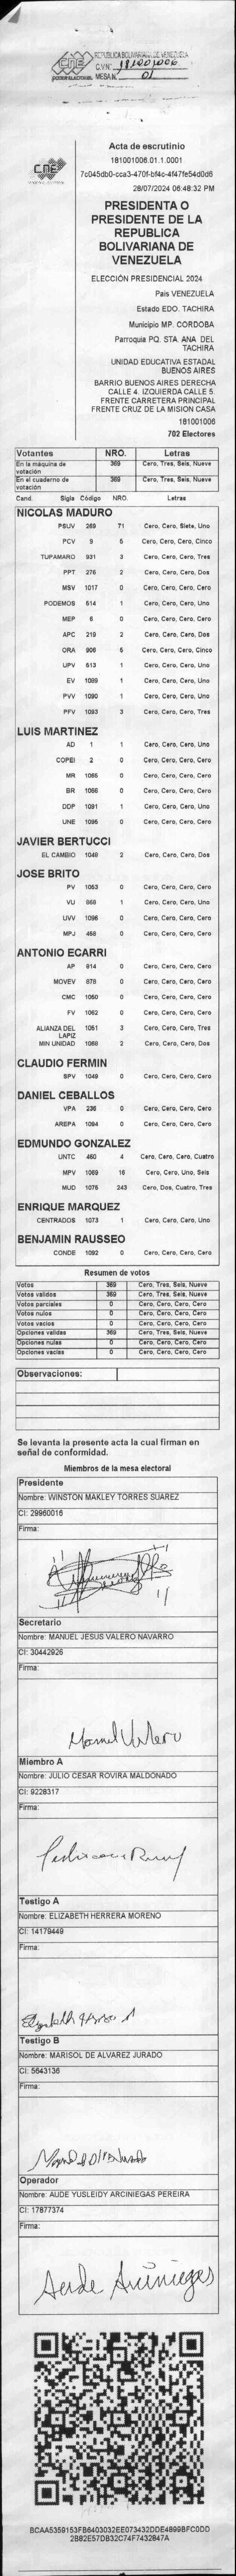 REPUBLICA BOLIVARIANA DE VENEZUELA
CNE
C.V.Nº 181001006
PODER ELECTORAL MESA Nº 01
CNE
Acta de escrutinio
181001006.01.1.0001
7c045db0-cca3-470f-bf4c-4f47fe54d0d6
28/07/2024 06:48:32 PM
PRESIDENTA O
PRESIDENTE DE LA
REPUBLICA
BOLIVARIANA DE
VENEZUELA
ELECCIÓN PRESIDENCIAL 2024
Pais VENEZUELA
Estado EDO. TACHIRA
Municipio MP. CORDOBA
Parroquia PQ. STA. ANA DEL
TACHIRA
UNIDAD EDUCATIVA ESTADAL
BUENOS AIRES
BARRIO BUENOS AIRES DERECHA
CALLE 4. IZQUIERDA CALLE 5.
FRENTE CARRETERA PRINCIPAL
FRENTE CRUZ DE LA MISION CASA
181001006
702 Electores
Votantes NRO. Letras
En la máquina de votación 369 Cero, Tres, Seis, Nueve
En el cuaderno de votación 369 Cero, Tres, Seis, Nueve
Cand. Sigla Código NRO. Letras
NICOLAS MADURO
PSUV 269 71 Cero, Cero, Siete, Uno
PCV 9 5 Cero, Cero, Cero, Cinco
TUPAMARO 931 3 Cero, Cero, Cero, Tres
PPT 276 2 Cero, Cero, Cero, Dos
MSV 1017 0 Cero, Cero, Cero, Cero
PODEMOS 514 1 Cero, Cero, Cero, Uno
MEP 6 0 Cero, Cero, Cero, Cero
APC 219 2 Cero, Cero, Cero, Dos
ORA 906 5 Cero, Cero, Cero, Cinco
UPV 513 1 Cero, Cero, Cero, Uno
EV 1089 1 Cero, Cero, Cero, Uno
PVV 1090 1 Cero, Cero, Cero, Uno
PFV 1093 3 Cero, Cero, Cero, Tres
LUIS MARTINEZ
AD 1 1 Cero, Cero, Cero, Uno
COPEI 2 0 Cero, Cero, Cero, Cero
MR 1065 0 Cero, Cero, Cero, Cero
BR 1066 0 Cero, Cero, Cero, Cero
DDP 1091 1 Cero, Cero, Cero, Uno
UNE 1095 0 Cero, Cero, Cero, Cero
JAVIER BERTUCCI
EL CAMBIO 1048 2 Cero, Cero, Cero, Dos
JOSE BRITO
PV 1053 0 Cero, Cero, Cero, Cero
VU 868 1 Cero, Cero, Cero, Uno
UVV 1096 0 Cero, Cero, Cero, Cero
MPJ 458 0 Cero, Cero, Cero, Cero
ANTONIO ECARRI
AP 814 0 Cero, Cero, Cero, Cero
MOVEV 878 0 Cero, Cero, Cero, Cero
CMC 1050 0 Cero, Cero, Cero, Cero
FV 1062 0 Cero, Cero, Cero, Cero
ALIANZA DEL LAPIZ 1051 3 Cero, Cero, Cero, Tres
MIN UNIDAD 1068 2 Cero, Cero, Cero, Dos
CLAUDIO FERMIN
SPV 1049 0 Cero, Cero, Cero, Cero
DANIEL CEBALLOS
VPA 236 0 Cero, Cero, Cero, Cero
AREPA 1094 0 Cero, Cero, Cero, Cero
EDMUNDO GONZALEZ
UNTC 460 4 Cero, Cero, Cero, Cuatro
MPV 1069 16 Cero, Cero, Uno, Seis
MUD 1075 243 Cero, Dos, Cuatro, Tres
ENRIQUE MARQUEZ
CENTRADOS 1073 1 Cero, Cero, Cero, Uno
BENJAMIN RAUSSEO
CONDE 1092 0 Cero, Cero, Cero, Cero
Resumen de votos
Votos 369 Cero, Tres, Seis, Nueve
Votos válidos 369 Cero, Tres, Seis, Nueve
Votos parciales 0 Cero, Cero, Cero, Cero
Votos nulos 0 Cero, Cero, Cero, Cero
Votos vacios 0 Cero, Cero, Cero, Cero
Opciones validas 369 Cero, Tres, Seis, Nueve
Opciones nulas 0 Cero, Cero, Cero, Cero
Opciones vacias 0 Cero, Cero, Cero, Cero
Observaciones:
Se levanta la presente acta la cual firman en
señal de conformidad.
Miembros de la mesa electoral
Presidente
Nombre: WINSTON MAKLEY TORRES SUAREZ
CI: 29960016
Firma:
Secretario
Nombre: MANUEL JESUS VALERO NAVARRO
CI: 30442926
Firma:
Manuel Valero
Miembro A
Nombre: JULIO CESAR ROVIRA MALDONADO
CI: 9228317
Firma:
Testigo A
Nombre: ELIZABETH HERRERA MORENO
CI: 14179449
Firma:
Testigo B
Nombre: MARISOL DE ALVAREZ JURADO
CI: 5643136
Firma:
Operador
Nombre: AUDE YUSLEIDY ARCINIEGAS PEREIRA
CI: 17877374
Firma:
Aude Arciniegas
BCAA5359153FB6403032EE073432DDE4899BFC0DD
2B82E57DB32C74F7432847A